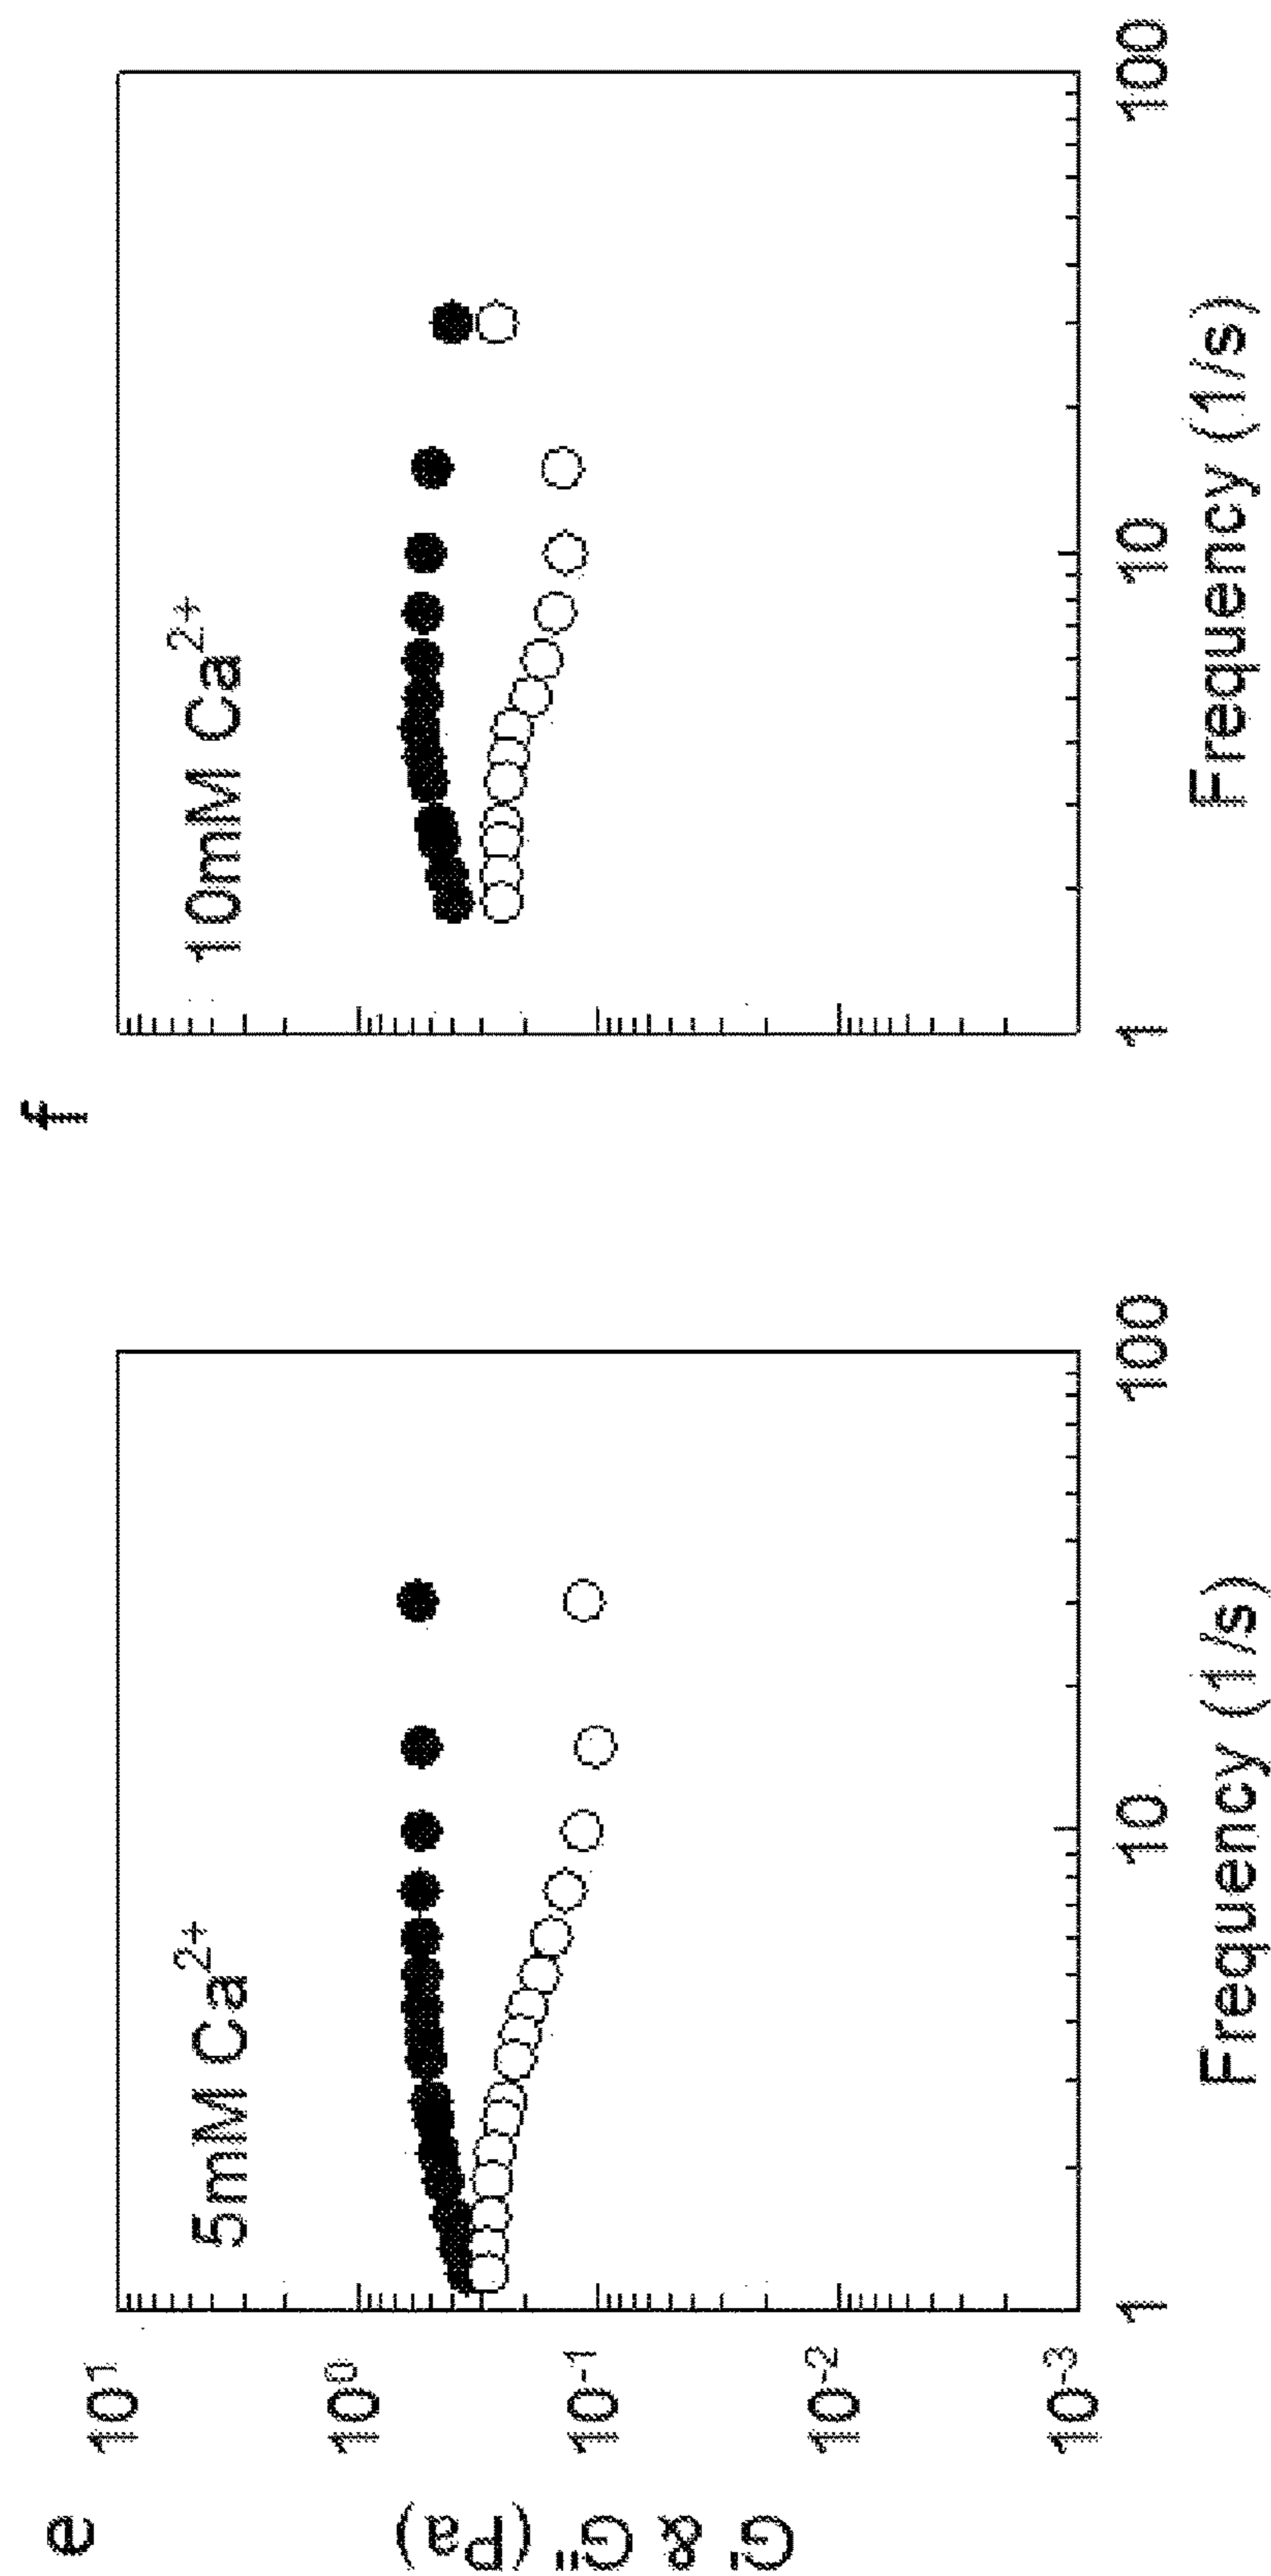 e
G' & G" (Pa)
10¹
10⁰
10⁻¹
10⁻²
10⁻³
5mM Ca²⁺
1
10
100
Frequency (1/s)
f
10mM Ca²⁺
1
10
100
Frequency (1/s)